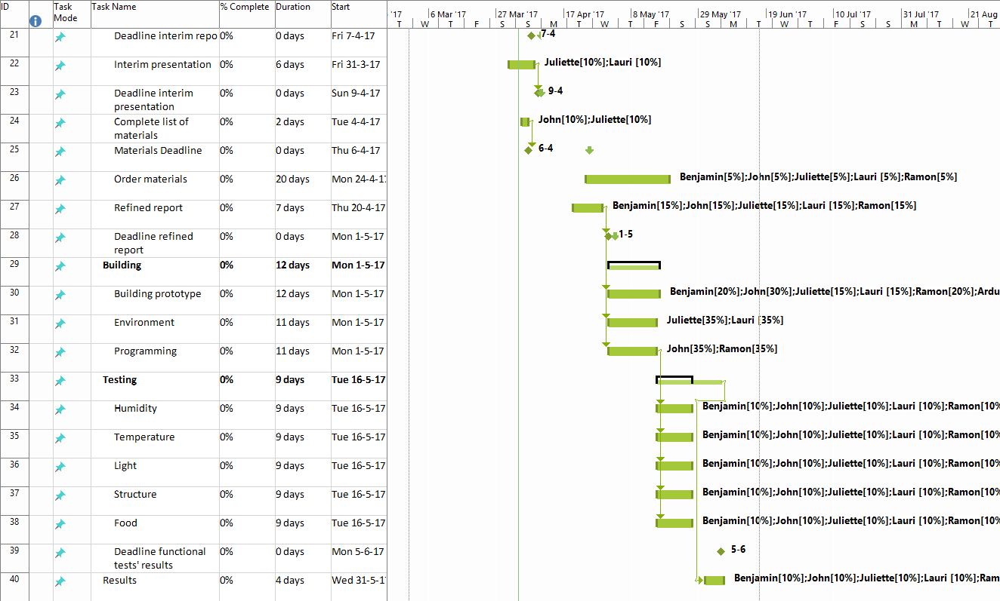 ID Task Mode Task Name % Complete Duration Start
'17 6 Mar '17 27 Mar '17 17 Apr '17 8 May '17 29 May '17 19 Jun '17 10 Jul '17 31 Jul '17 21 Aug
T W T F S S M T W T F S S M T W T F S S M T W T
21 Deadline interim repo 0% 0 days Fri 7-4-17 7-4
22 Interim presentation 0% 6 days Fri 31-3-17 Juliette[10%];Lauri [10%]
23 Deadline interim presentation 0% 0 days Sun 9-4-17 9-4
24 Complete list of materials 0% 2 days Tue 4-4-17 John[10%];Juliette[10%]
25 Materials Deadline 0% 0 days Thu 6-4-17 6-4
26 Order materials 0% 20 days Mon 24-4-17 Benjamin[5%];John[5%];Juliette[5%];Lauri [5%];Ramon[5%]
27 Refined report 0% 7 days Thu 20-4-17 Benjamin[15%];John[15%];Juliette[15%];Lauri [15%];Ramon[15%]
28 Deadline refined report 0% 0 days Mon 1-5-17 1-5
29 Building 0% 12 days Mon 1-5-17
30 Building prototype 0% 12 days Mon 1-5-17 Benjamin[20%];John[30%];Juliette[15%];Lauri [15%];Ramon[20%];Ardu
31 Environment 0% 11 days Mon 1-5-17 Juliette[35%];Lauri [35%]
32 Programming 0% 11 days Mon 1-5-17 John[35%];Ramon[35%]
33 Testing 0% 9 days Tue 16-5-17
34 Humidity 0% 9 days Tue 16-5-17 Benjamin[10%];John[10%];Juliette[10%];Lauri [10%];Ramon[10%
35 Temperature 0% 9 days Tue 16-5-17 Benjamin[10%];John[10%];Juliette[10%];Lauri [10%];Ramon[10%
36 Light 0% 9 days Tue 16-5-17 Benjamin[10%];John[10%];Juliette[10%];Lauri [10%];Ramon[10%
37 Structure 0% 9 days Tue 16-5-17 Benjamin[10%];John[10%];Juliette[10%];Lauri [10%];Ramon[10%
38 Food 0% 9 days Tue 16-5-17 Benjamin[10%];John[10%];Juliette[10%];Lauri [10%];Ramon[10%
39 Deadline functional tests' results 0% 0 days Mon 5-6-17 5-6
40 Results 0% 4 days Wed 31-5-17 Benjamin[10%];John[10%];Juliette[10%];Lauri [10%];Ram